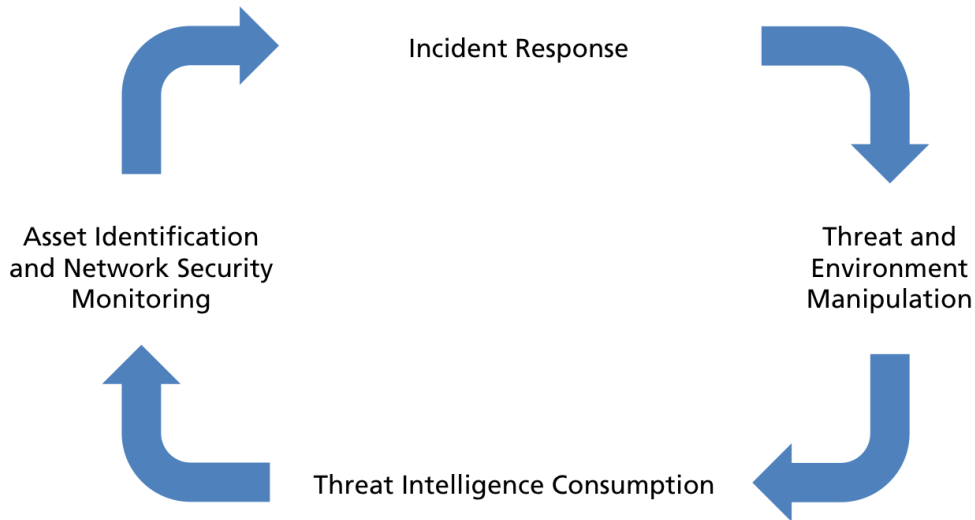 Incident Response
Asset Identification
and Network Security
Monitoring
Threat and
Environment
Manipulation
Threat Intelligence Consumption